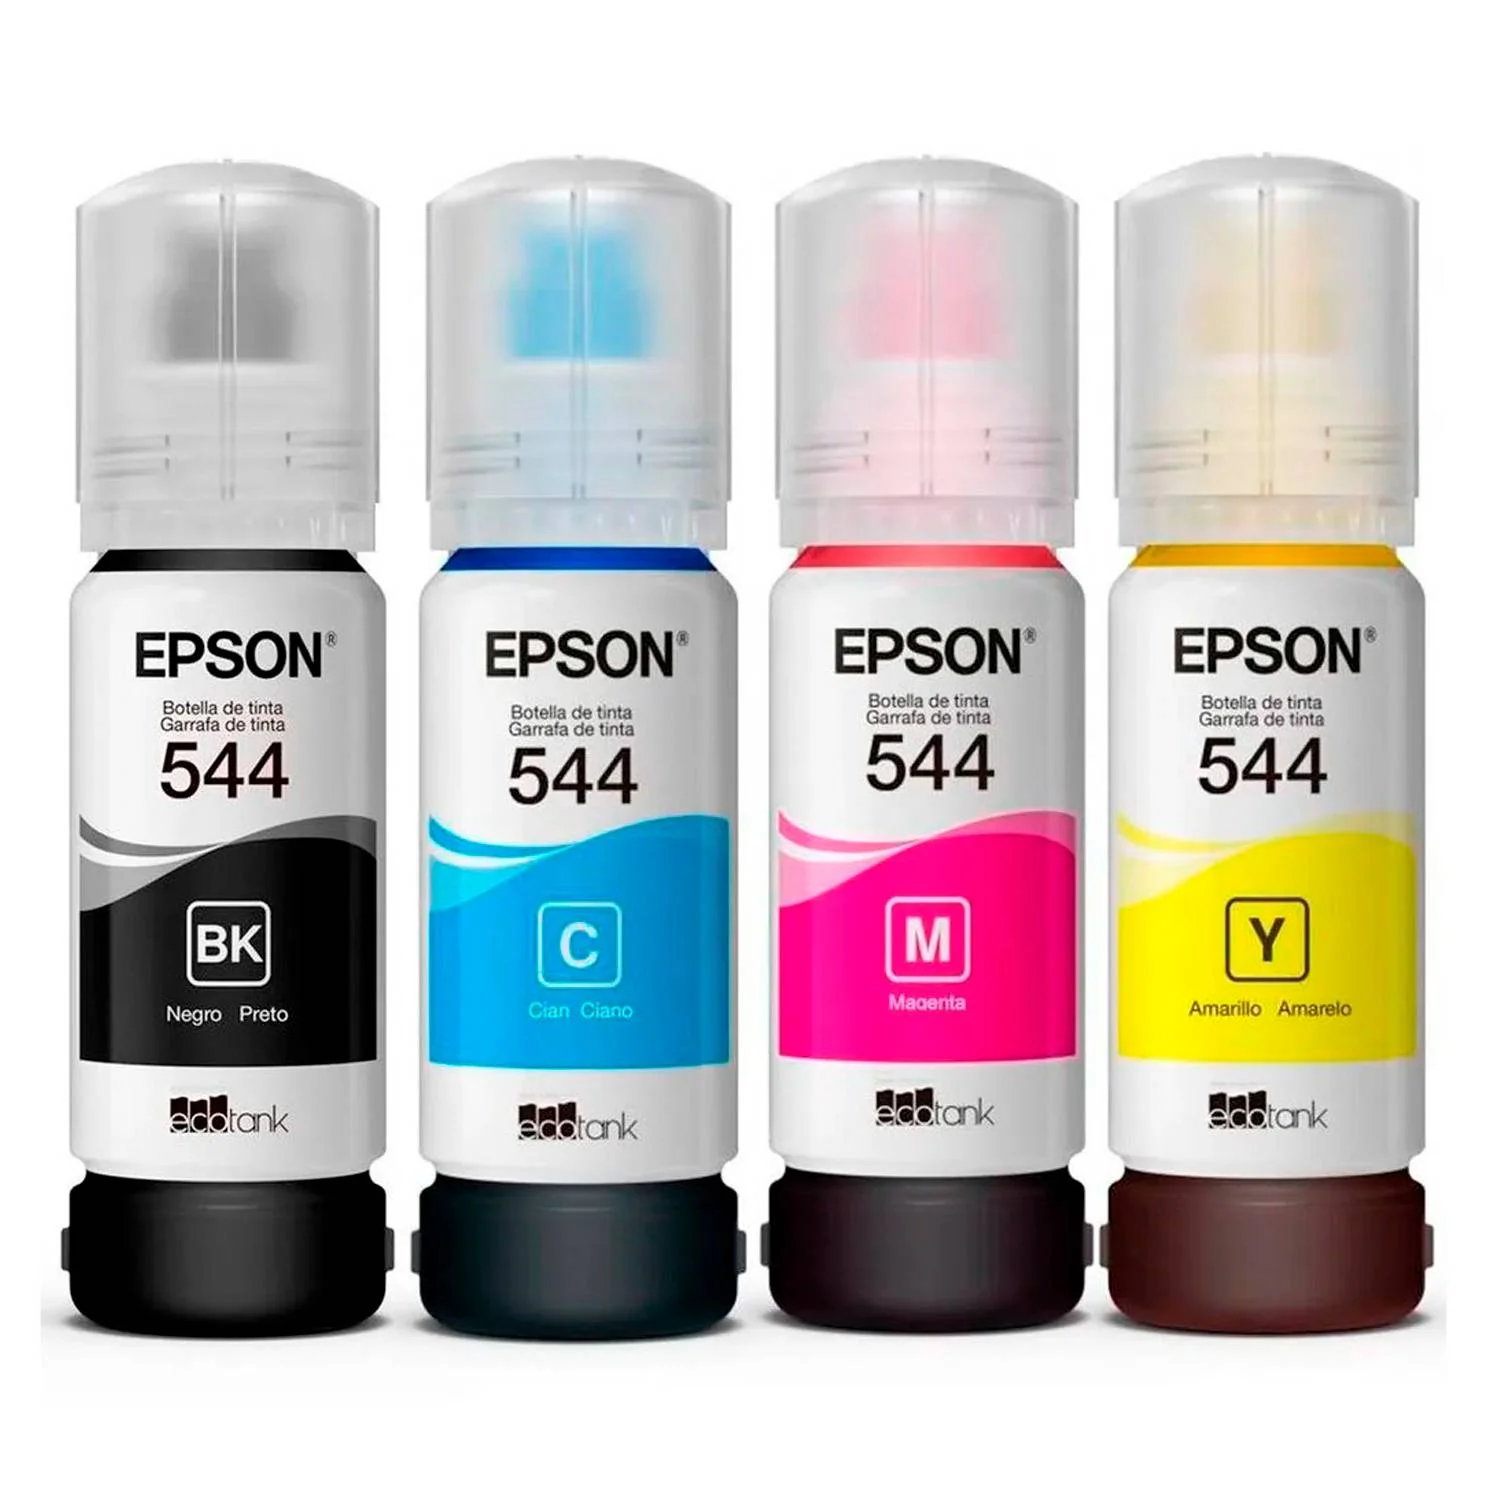 EPSON®
Botella de tinta
Garrafa de tinta
544
BK
Negro Preto
ecotank
EPSON®
Botella de tinta
Garrafa de tinta
544
C
Cian Ciano
ecotank
EPSON®
Botella de tinta
Garrafa de tinta
544
M
Magenta
ecotank
EPSON®
Botella de tinta
Garrafa de tinta
544
Y
Amarillo Amarelo
ecotank